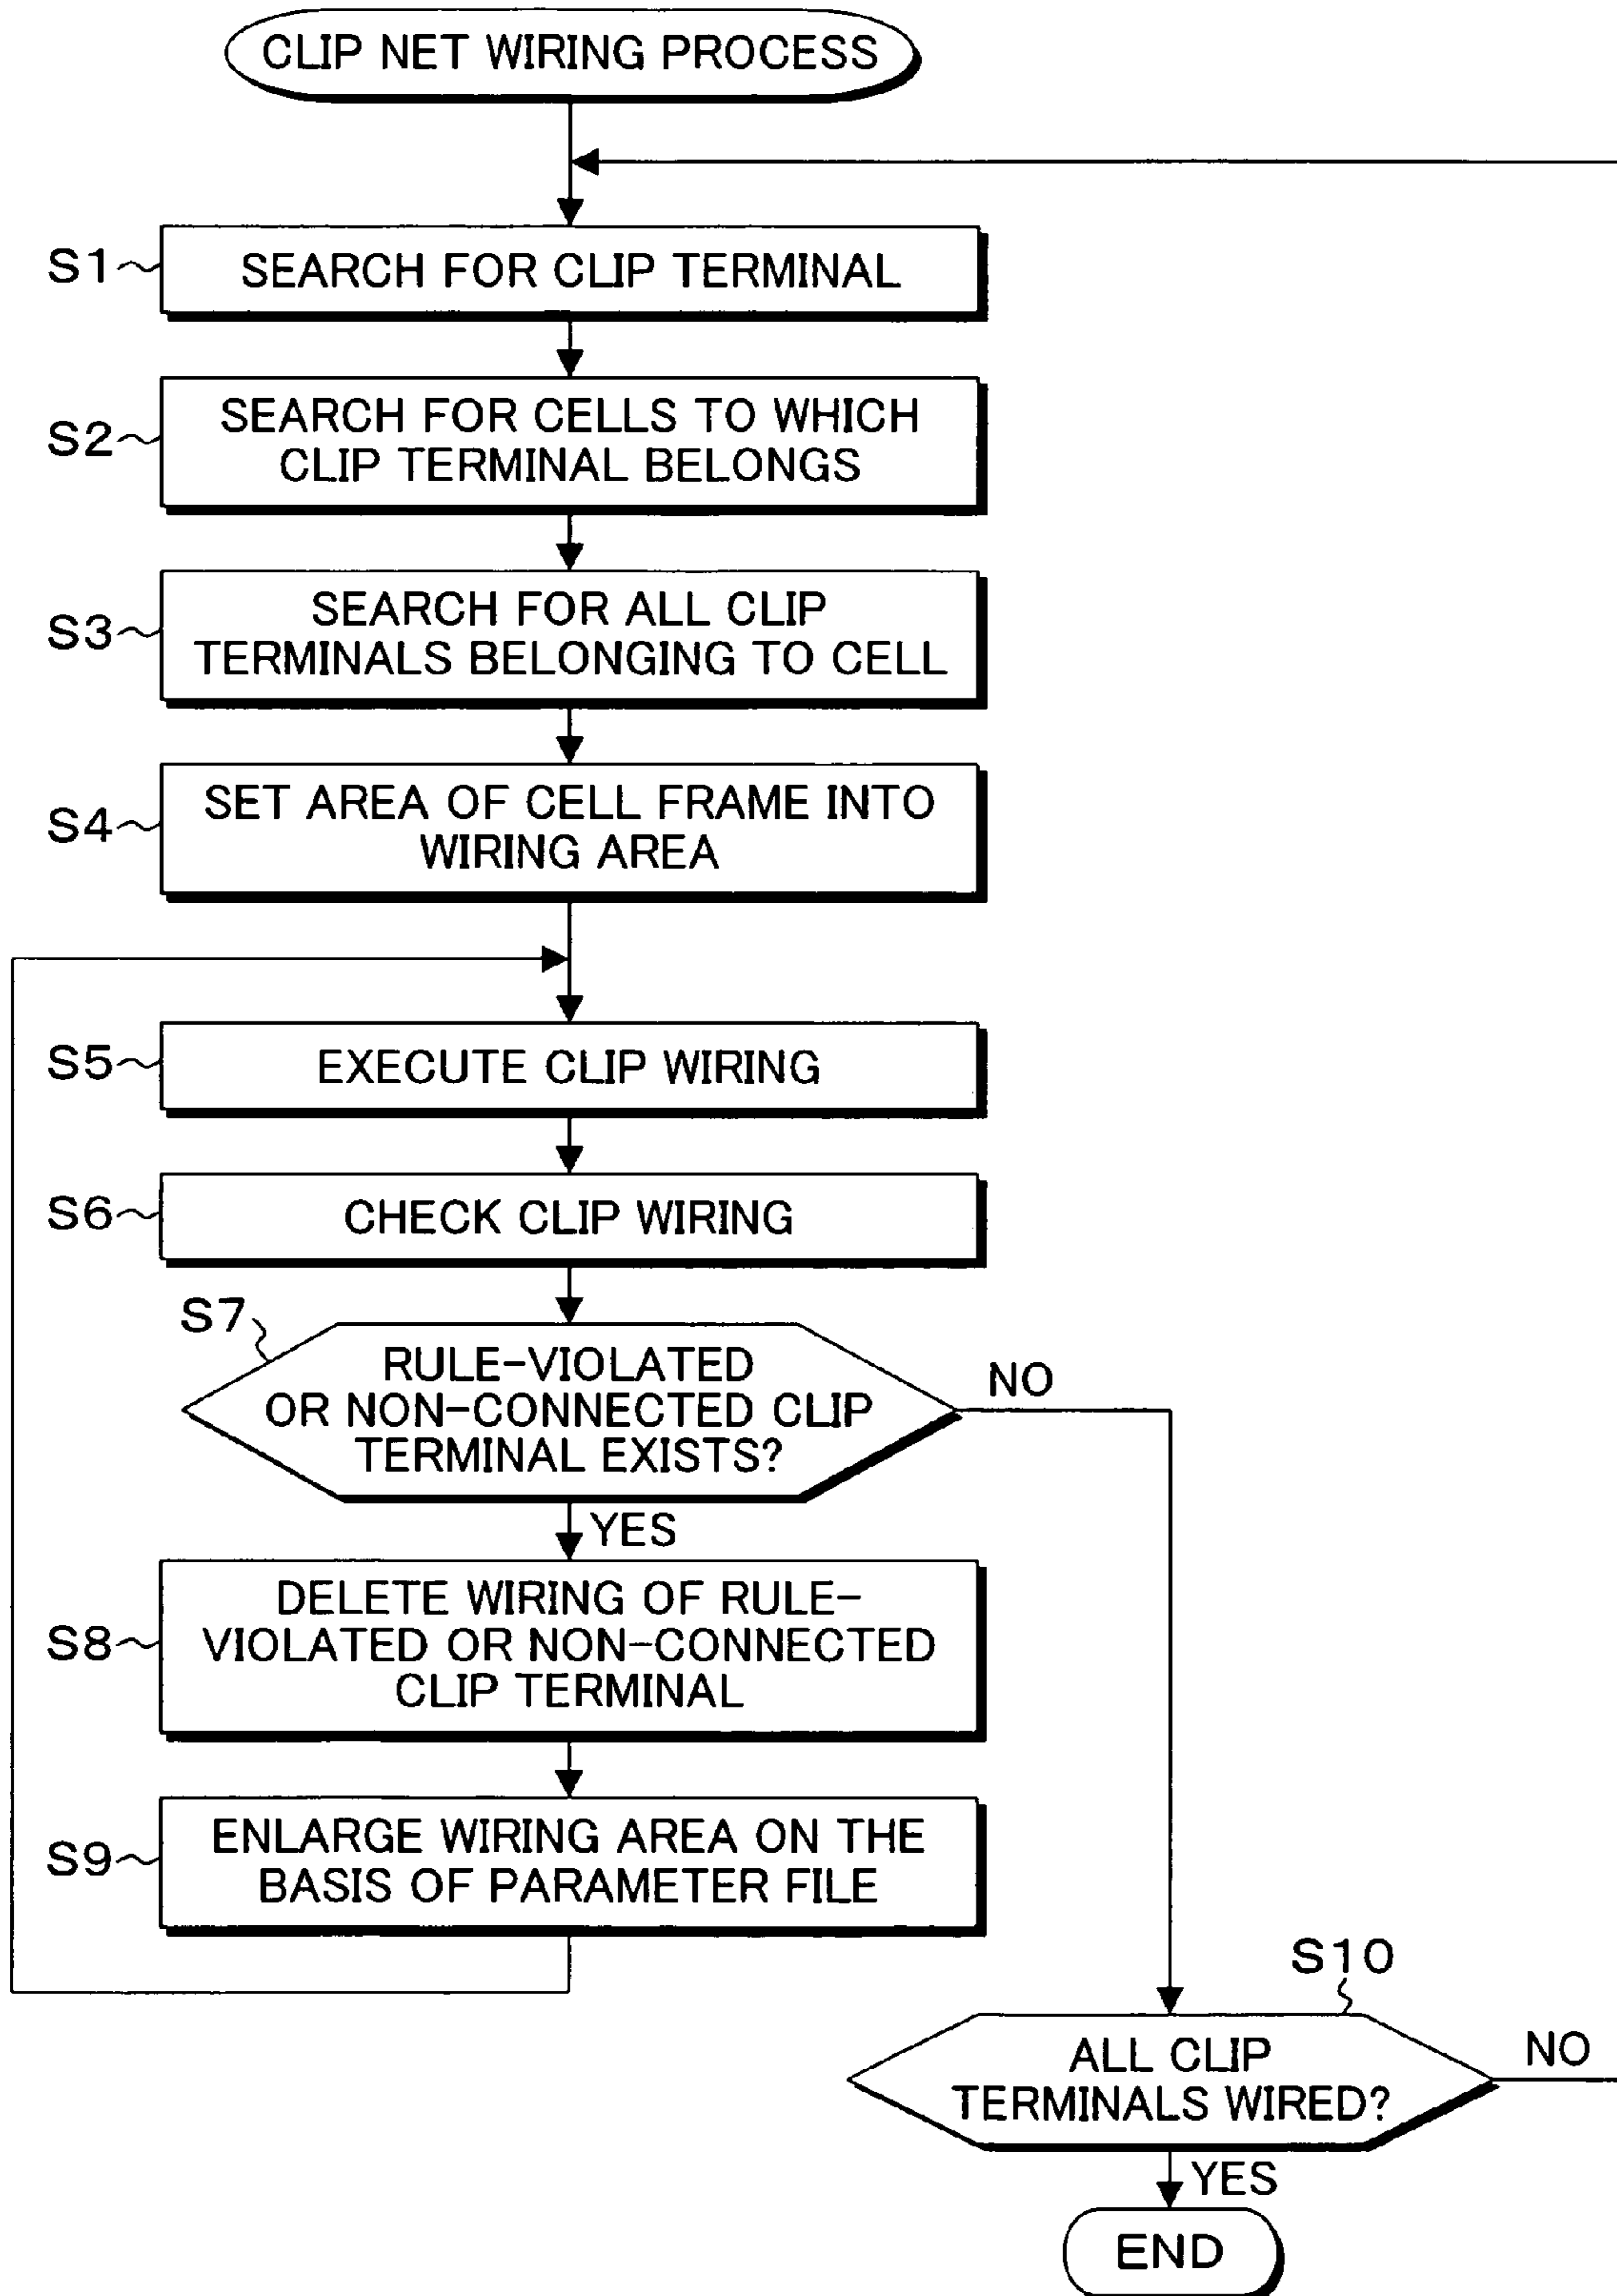 CLIP NET WIRING PROCESS
S1
SEARCH FOR CLIP TERMINAL
S2
SEARCH FOR CELLS TO WHICH
CLIP TERMINAL BELONGS
S3
SEARCH FOR ALL CLIP
TERMINALS BELONGING TO CELL
S4
SET AREA OF CELL FRAME INTO
WIRING AREA
S5
EXECUTE CLIP WIRING
S6
CHECK CLIP WIRING
S7
RULE-VIOLATED
OR NON-CONNECTED CLIP
TERMINAL EXISTS?
NO
YES
S8
DELETE WIRING OF RULE-
VIOLATED OR NON-CONNECTED
CLIP TERMINAL
S9
ENLARGE WIRING AREA ON THE
BASIS OF PARAMETER FILE
S10
ALL CLIP
TERMINALS WIRED?
NO
YES
END